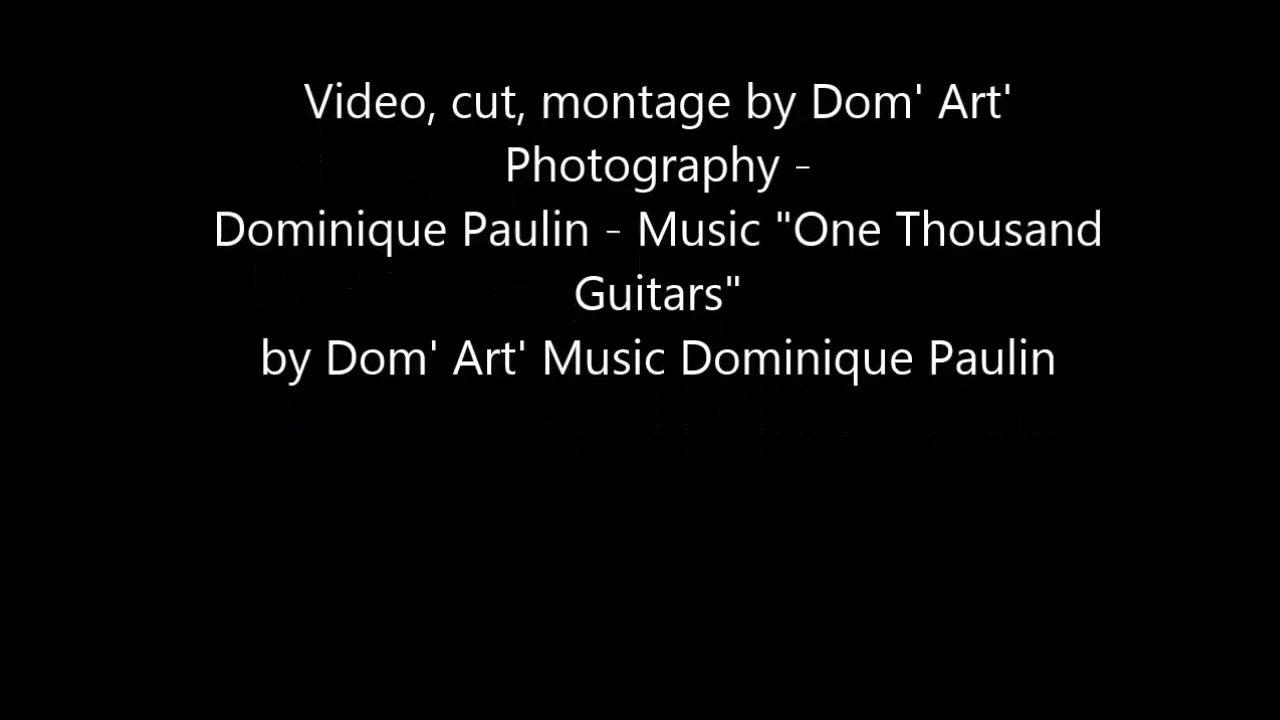 Video, cut, montage by Dom' Art'
Photography -
Dominique Paulin - Music "One Thousand
Guitars"
by Dom' Art' Music Dominique Paulin